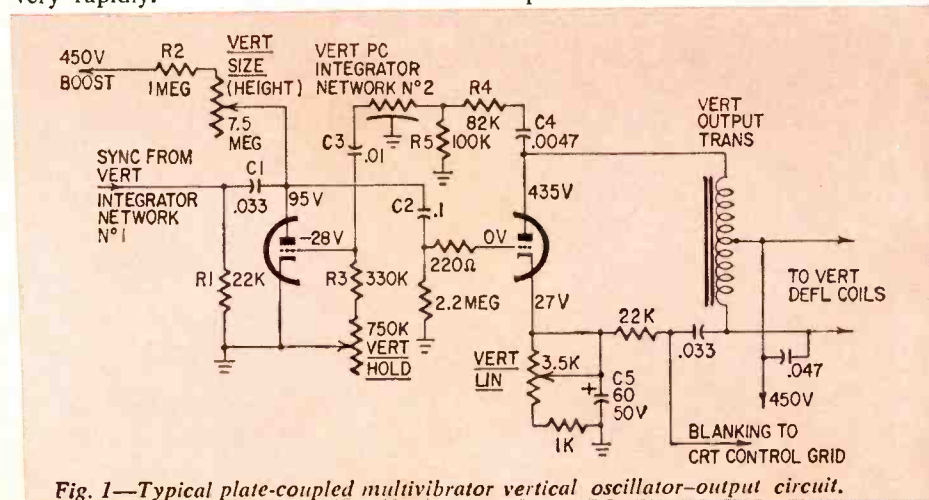 very rapidly.
450V
BOOST
R2
1MEG
VERT
SIZE
(HEIGHT)
7.5
MEG
VERT PC
INTEGRATOR
NETWORK Nº2
R4
82K
C4
.0047
R5
100K
C3
.01
VERT
OUTPUT
TRANS
SYNC FROM
VERT
INTEGRATOR
NETWORK
Nº1
C1
.033
95V
-28V
C2
.1
435V
0V
220Ω
R1
22K
R3
330K
2.2MEG
27V
750K
VERT
HOLD
VERT
LIN
3.5K
1K
+
C5
60
50V
22K
.033
TO VERT
DEFL COILS
.047
450V
BLANKING TO
CRT CONTROL GRID
Fig. 1—Typical plate-coupled multivibrator vertical oscillator–output circuit.